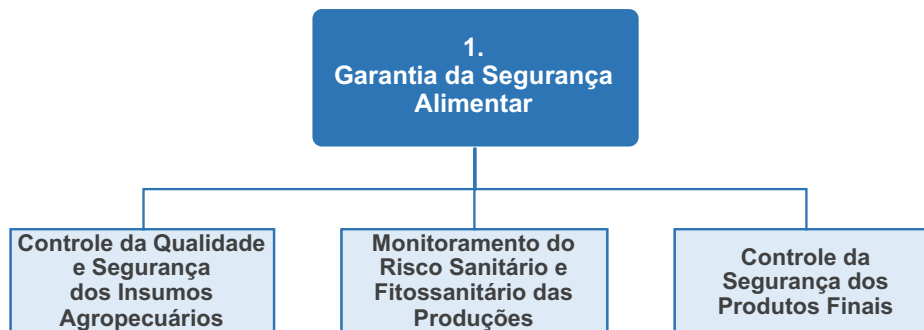 1.
Garantia da Segurança
Alimentar
Controle da Qualidade
e Segurança
dos Insumos
Agropecuários
Monitoramento do
Risco Sanitário e
Fitossanitário das
Produções
Controle da
Segurança dos
Produtos Finais